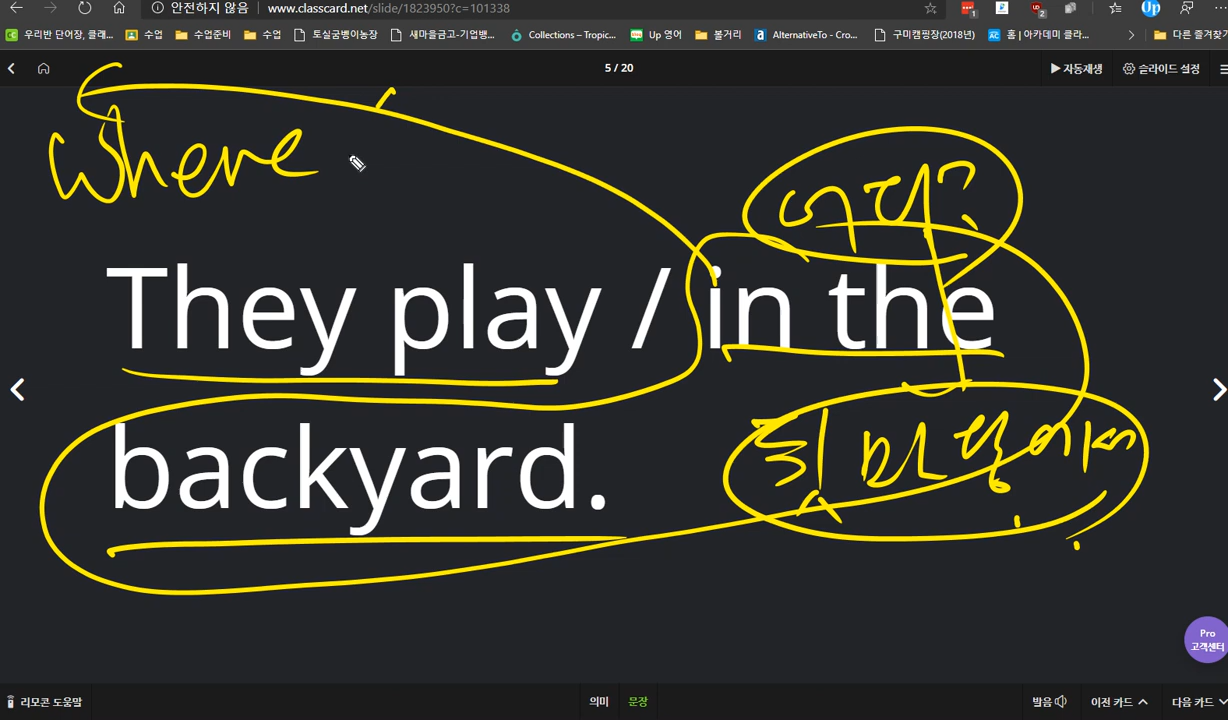 안전하지 않음 | www.classcard.net/slide/1823950?c=101338
우리반 단어장, 클래... 수업 수업준비 수업 토실궁뱅이농장 새마을금고-기업뱅... Collections – Tropic... Up 영어 볼거리 AlternativeTo - Cro... 구미캠핑장(2018년) 홈 | 아카데미 클라... 다른 즐겨찾기
5 / 20 자동재생 슬라이드 설정
where
어디?
They play / in the
backyard.
뒷마당에서
Pro
고객센터
리모콘 도움말 의미 문장 발음 이전 카드 다음 카드